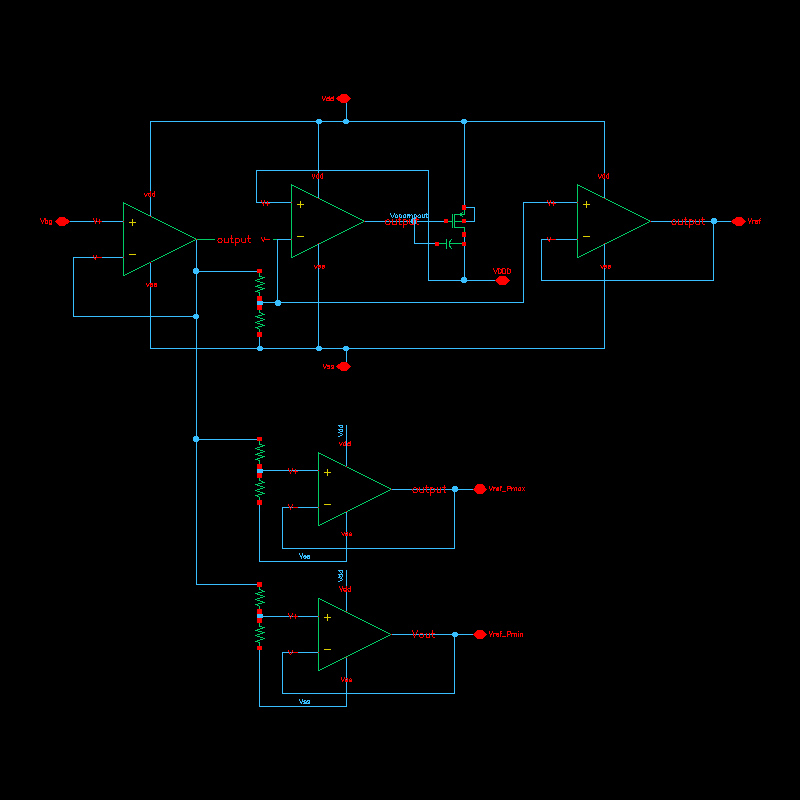 Vdd
vdd
vdd
vdd
Vbg
V+
V+
V+
Vopampout
output
output
output
Vref
V-
V-
V-
vss
vss
vss
VDDD
Vss
Vdd
vdd
V+
output
Vref_Pmax
V-
vss
Vss
Vdd
Vdd
V+
Vout
Vref_Pmin
V-
Vss
Vss